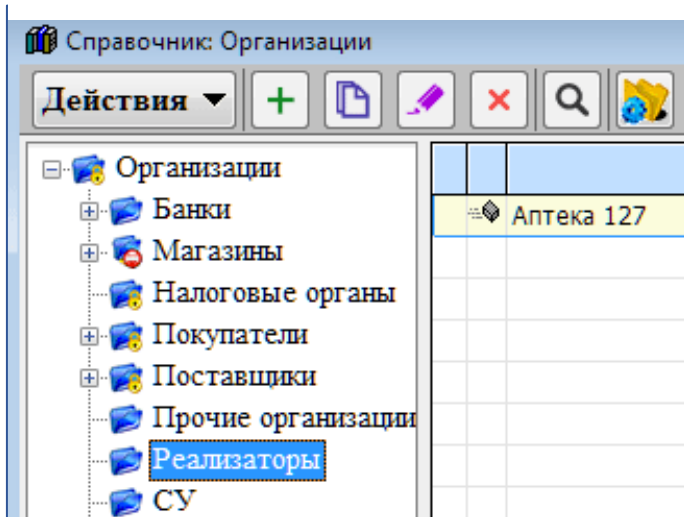 Справочник: Организации
Действия
Организации
Банки
Аптека 127
Магазины
Налоговые органы
Покупатели
Поставщики
Прочие организации
Реализаторы
СУ